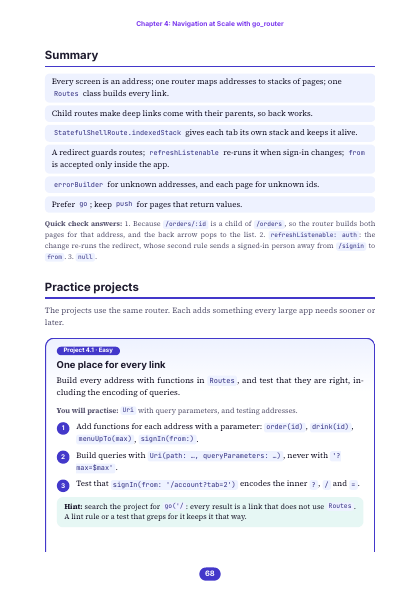 Chapter 4: Navigation at Scale with go_router
Summary
Every screen is an address; one router maps addresses to stacks of pages; one
Routes class builds every link.
Child routes make deep links come with their parents, so back works.
StatefulShellRoute.indexedStack gives each tab its own stack and keeps it alive.
A redirect guards routes; refreshListenable re-runs it when sign-in changes; from
is accepted only inside the app.
errorBuilder for unknown addresses, and each page for unknown ids.
Prefer go; keep push for pages that return values.
Quick check answers: 1. Because /orders/:id is a child of /orders, so the router builds both
pages for that address, and the back arrow pops to the list. 2. refreshListenable: auth: the
change re-runs the redirect, whose second rule sends a signed-in person away from /signin to
from. 3. null.
Practice projects
The projects use the same router. Each adds something every large app needs sooner or
later.
Project 4.1 · Easy
One place for every link
Build every address with functions in Routes, and test that they are right, in-
cluding the encoding of queries.
You will practise: Uri with query parameters, and testing addresses.
1 Add functions for each address with a parameter: order(id), drink(id),
menuUpTo(max), signIn(from:).
2 Build queries with Uri(path: …, queryParameters: …), never with '?
max=$max'.
3 Test that signIn(from: '/account?tab=2') encodes the inner ?, / and =.
Hint: search the project for go('/: every result is a link that does not use Routes.
A lint rule or a test that greps for it keeps it that way.
68